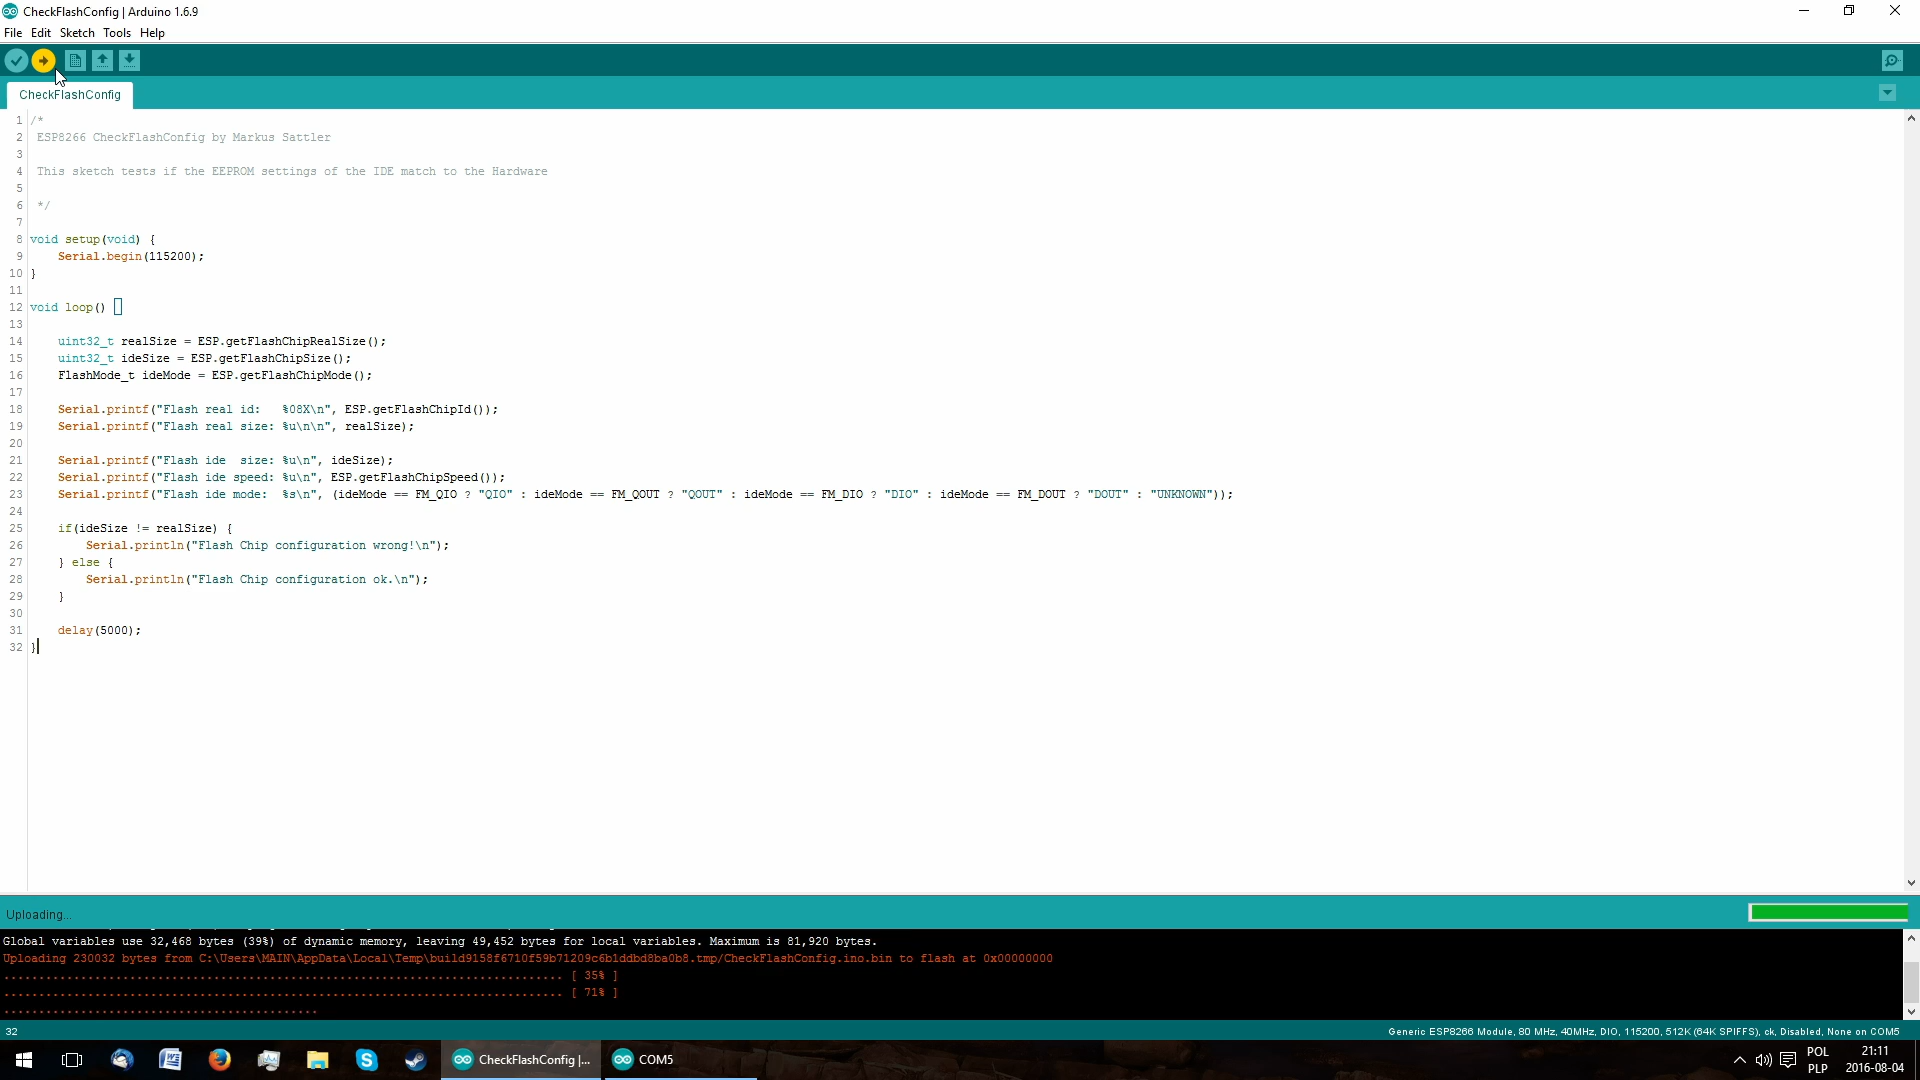 CheckFlashConfig | Arduino 1.6.9
File Edit Sketch Tools Help
CheckFlashConfig
1 /*
2 ESP8266 CheckFlashConfig by Markus Sattler
3
4 This sketch tests if the EEPROM settings of the IDE match to the Hardware
5
6 */
7
8 void setup(void) {
9 Serial.begin(115200);
10 }
11
12 void loop() 
13
14 uint32_t realSize = ESP.getFlashChipRealSize();
15 uint32_t ideSize = ESP.getFlashChipSize();
16 FlashMode_t ideMode = ESP.getFlashChipMode();
17
18 Serial.printf("Flash real id:   %08X\n", ESP.getFlashChipId());
19 Serial.printf("Flash real size: %u\n\n", realSize);
20
21 Serial.printf("Flash ide  size: %u\n", ideSize);
22 Serial.printf("Flash ide speed: %u\n", ESP.getFlashChipSpeed());
23 Serial.printf("Flash ide mode:  %s\n", (ideMode == FM_QIO ? "QIO" : ideMode == FM_QOUT ? "QOUT" : ideMode == FM_DIO ? "DIO" : ideMode == FM_DOUT ? "DOUT" : "UNKNOWN"));
24
25 if(ideSize != realSize) {
26 Serial.println("Flash Chip configuration wrong!\n");
27 } else {
28 Serial.println("Flash Chip configuration ok.\n");
29 }
30
31 delay(5000);
32 }
Uploading...
Global variables use 32,468 bytes (39%) of dynamic memory, leaving 49,452 bytes for local variables. Maximum is 81,920 bytes.
Uploading 230032 bytes from C:\Users\MAIN\AppData\Local\Temp\build9158f6710f59b71209c6b1ddbd8ba0b8.tmp/CheckFlashConfig.ino.bin to flash at 0x00000000
................................................................................ [ 35% ]
................................................................................ [ 71% ]
.............................................
32 Generic ESP8266 Module, 80 MHz, 40MHz, DIO, 115200, 512K (64K SPIFFS), ck, Disabled, None on COM5
CheckFlashConfig |... COM5 POL 21:11
PLP 2016-08-04